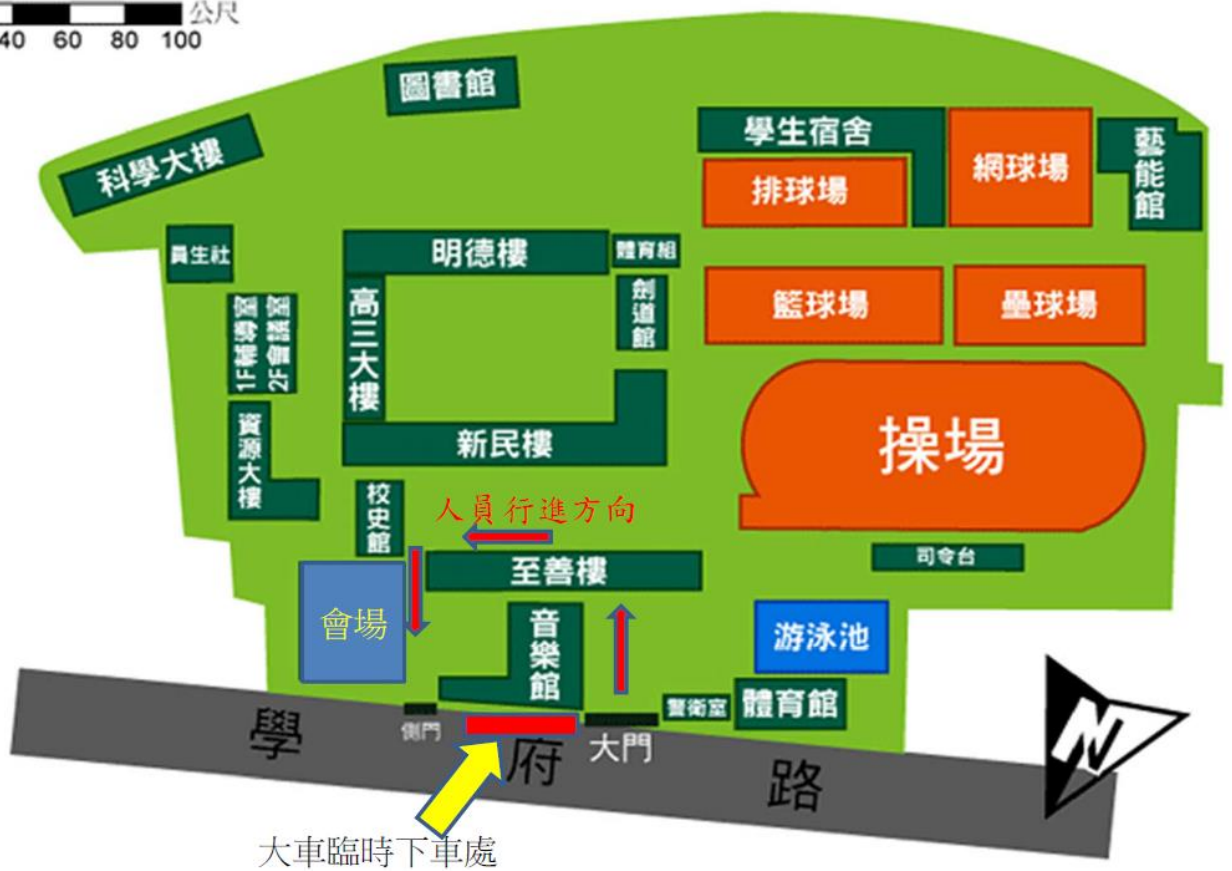 公尺
40 60 80 100
圖書館
科學大樓
學生宿舍
網球場
藝能館
排球場
員生社
明德樓
體育組
高三大樓
劍道館
籃球場
壘球場
1F輔導室
2F會議室
資源大樓
新民樓
操場
校史館
人員行進方向
至善樓
司令台
會場
音樂館
游泳池
警衛室
體育館
側門
大門
學府路
N
大車臨時下車處